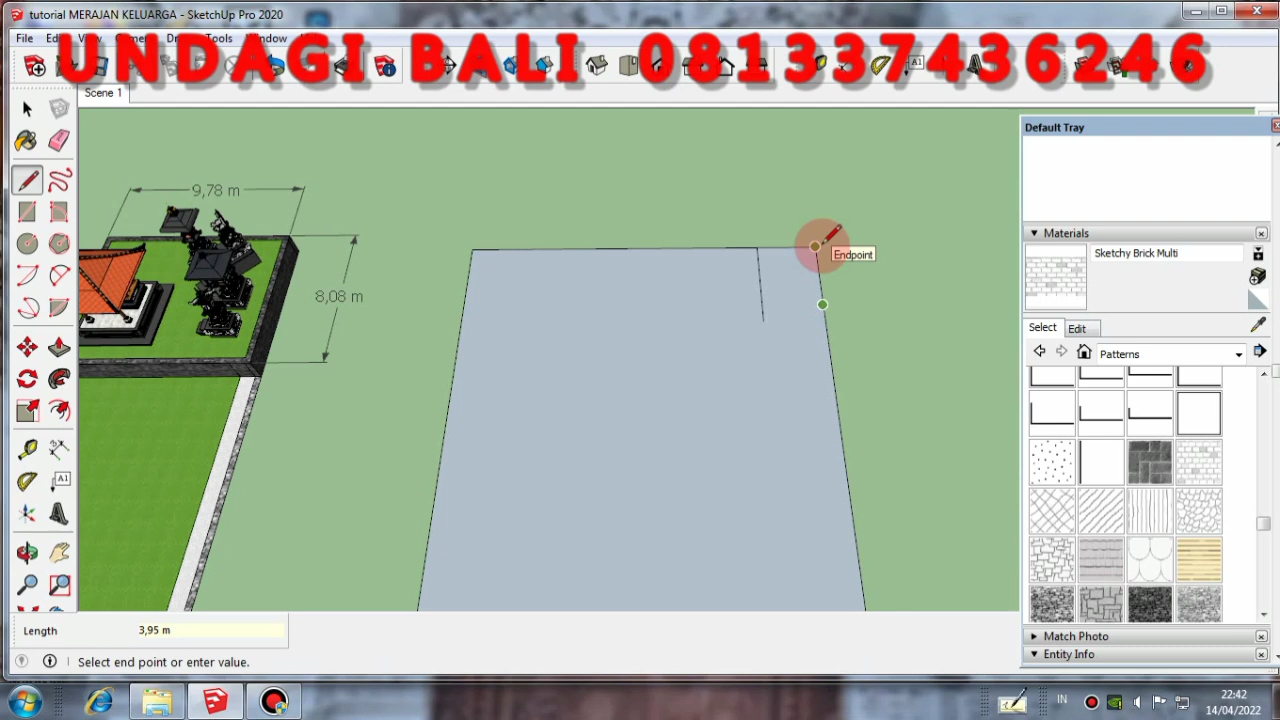 tutorial MERAJAN KELUARGA - SketchUp Pro 2020
File
Tools Window
UNDAGI BALI 081337436246
Scene 1
Default Tray
9,78 m
8,08 m
Endpoint
Materials
Sketchy Brick Multi
Select Edit
Patterns
A1
Match Photo
Entity Info
Length 3,95 m
Select end point or enter value.
IN
22:42
14/04/2022